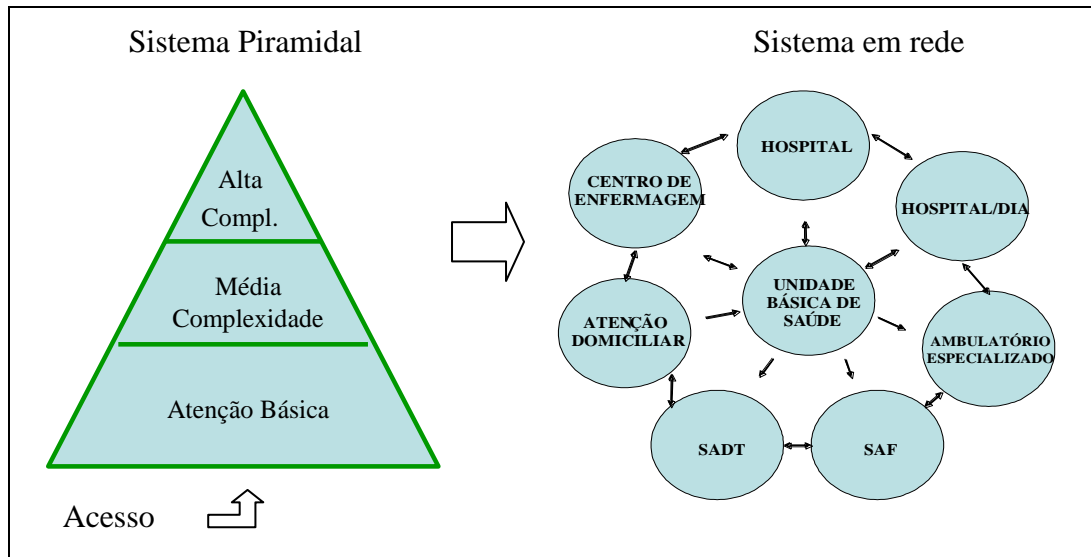 Sistema Piramidal
Alta
Compl.
Média
Complexidade
Atenção Básica
Acesso
Sistema em rede
HOSPITAL
CENTRO DE
ENFERMAGEM
HOSPITAL/DIA
UNIDADE
BÁSICA DE
SAÚDE
ATENÇÃO
DOMICILIAR
AMBULATÓRIO
ESPECIALIZADO
SADT
SAF